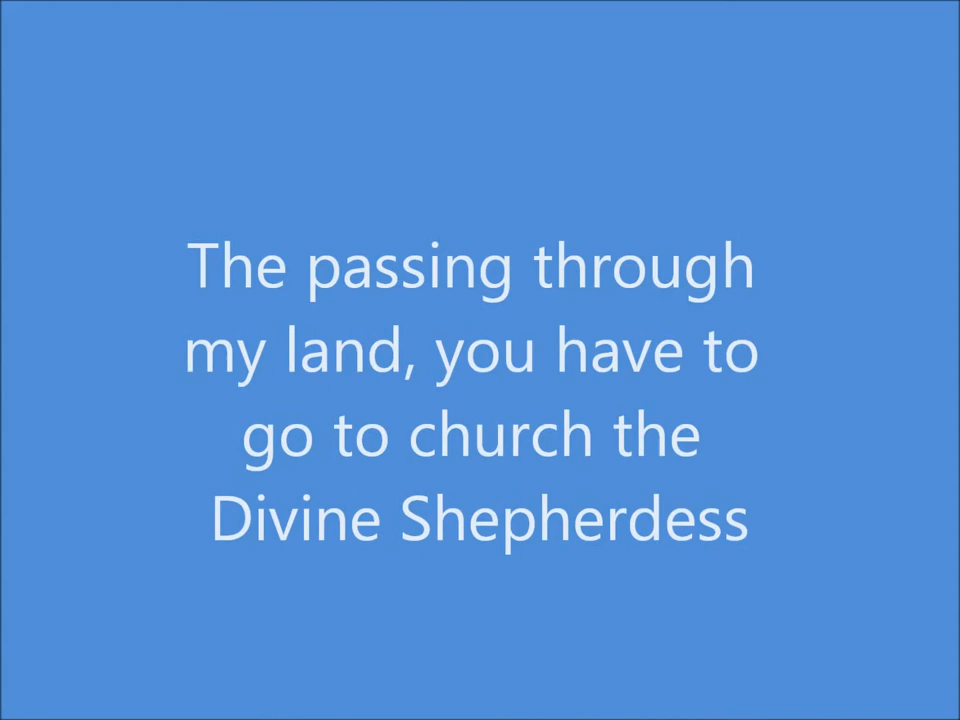 The passing through
my land, you have to
go to church the
Divine Shepherdess